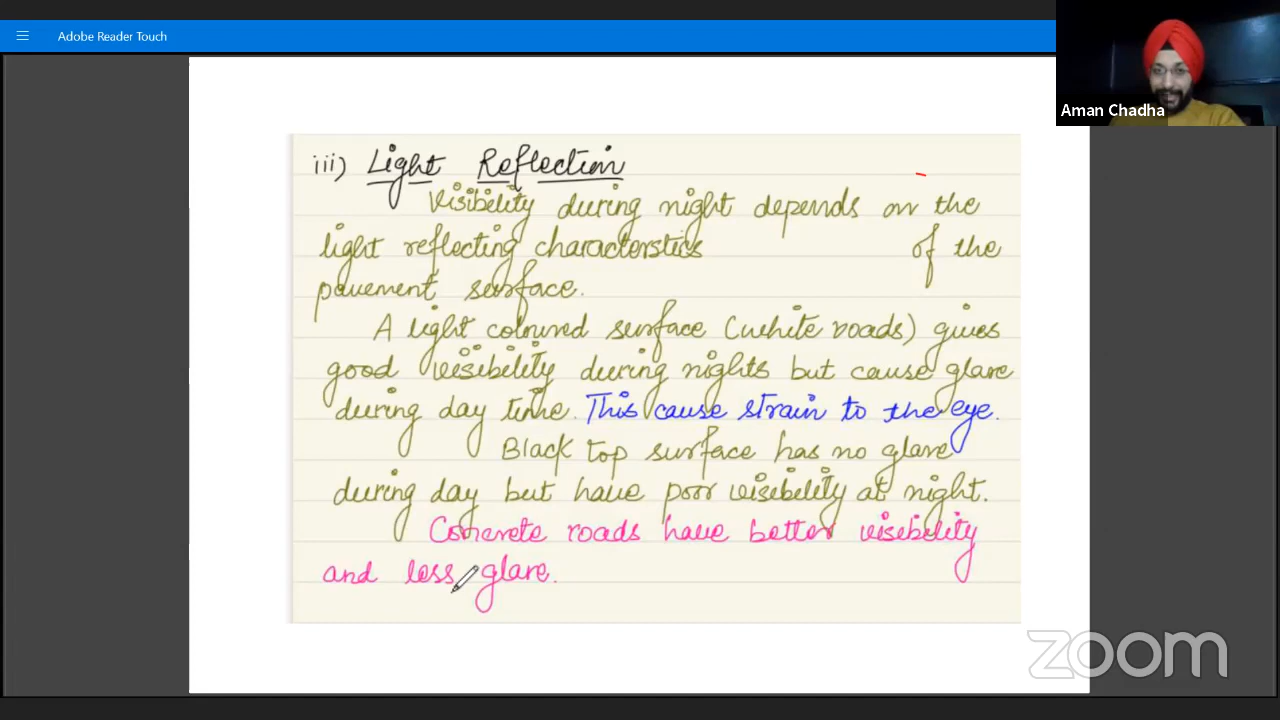 Adobe Reader Touch
Aman Chadha
iii) Light Reflection
Visibility during night depends on the
light reflecting characterstics of the
pavement surface.
A light coloured surface (white roads) gives
good visibility during nights but cause glare
during day time. This cause strain to the eye.
Black top surface has no glare
during day but have poor visibility at night.
Concrete roads have better visibility
and less glare.
zoom